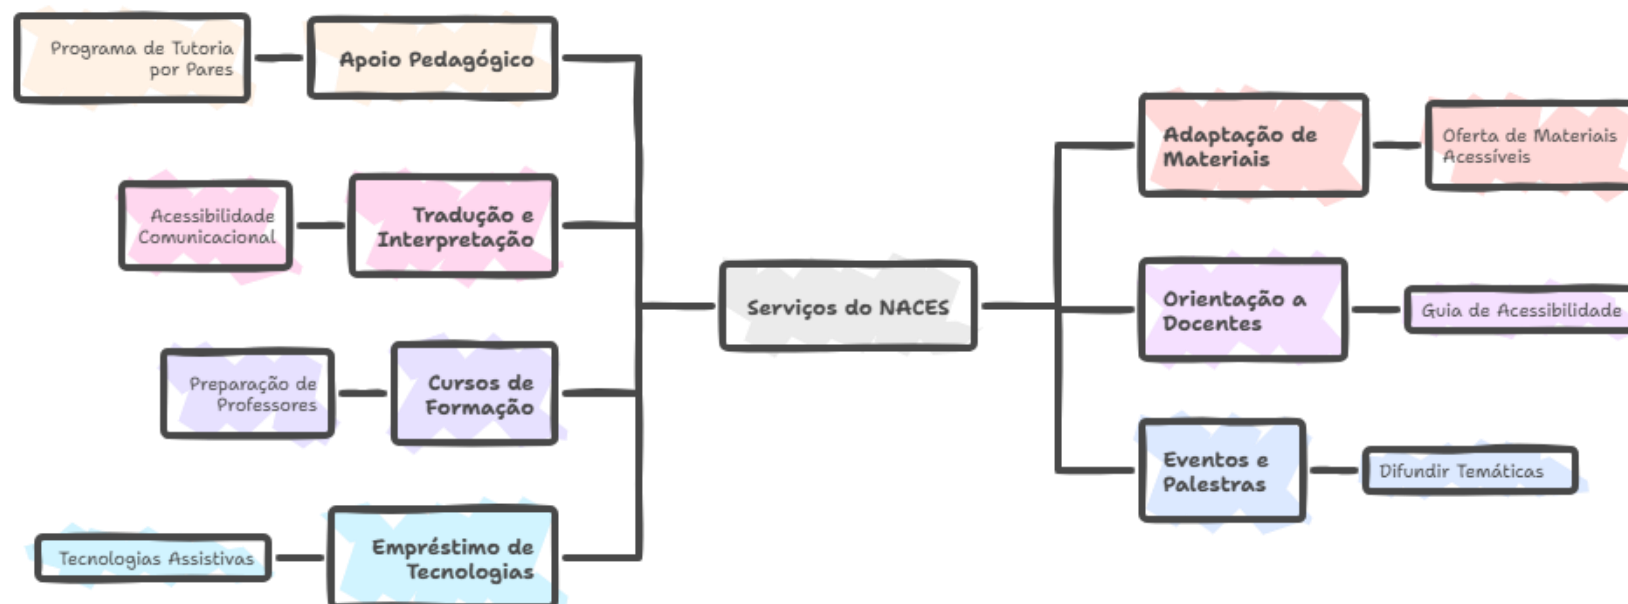 Programa de Tutoria
por Pares
Apoio Pedagógico
Acessibilidade
Comunicacional
Tradução e
Interpretação
Preparação de
Professores
Cursos de
Formação
Tecnologias Assistivas
Empréstimo de
Tecnologias
Serviços do NACES
Adaptação de
Materiais
Oferta de Materiais
Acessíveis
Orientação a
Docentes
Guia de Acessibilidade
Eventos e
Palestras
Difundir Temáticas